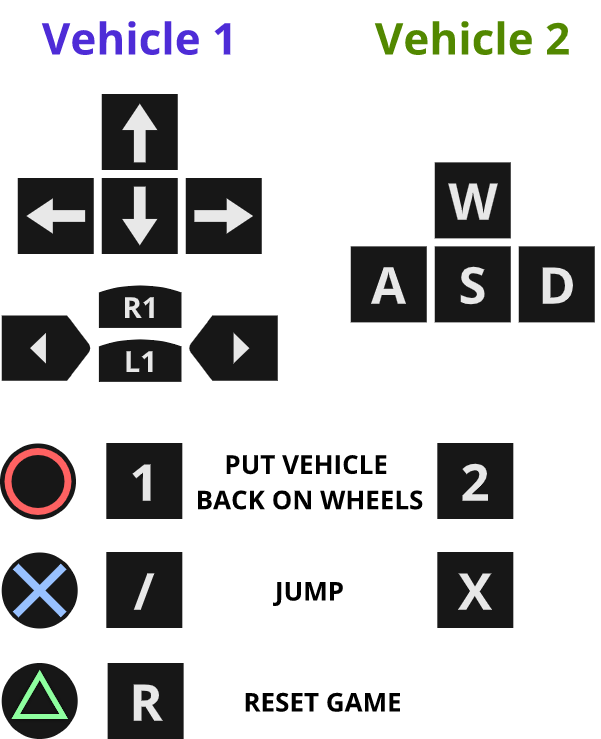 Vehicle 1
Vehicle 2
W
A S D
R1
L1
1
PUT VEHICLE
BACK ON WHEELS
2
/
JUMP
X
R
RESET GAME